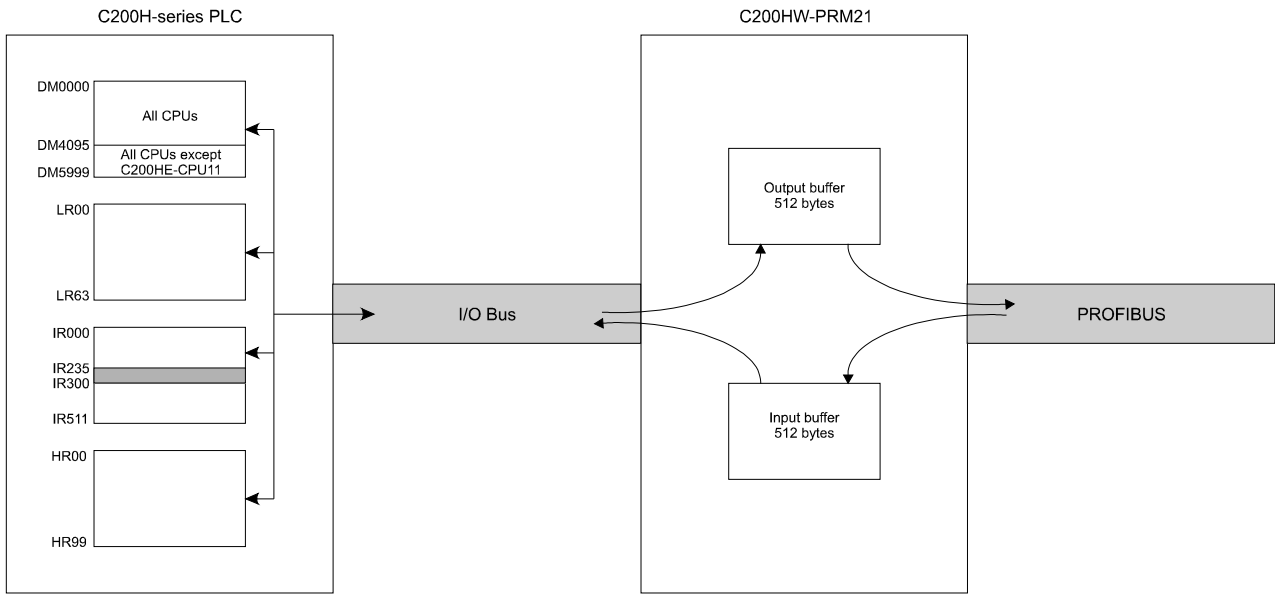 C200H-series PLC
C200HW-PRM21
DM0000
All CPUs
DM4095
All CPUs except
C200HE-CPU11
DM5999
LR00
LR63
IR000
IR235
IR300
IR511
HR00
HR99
I/O Bus
Output buffer
512 bytes
Input buffer
512 bytes
PROFIBUS